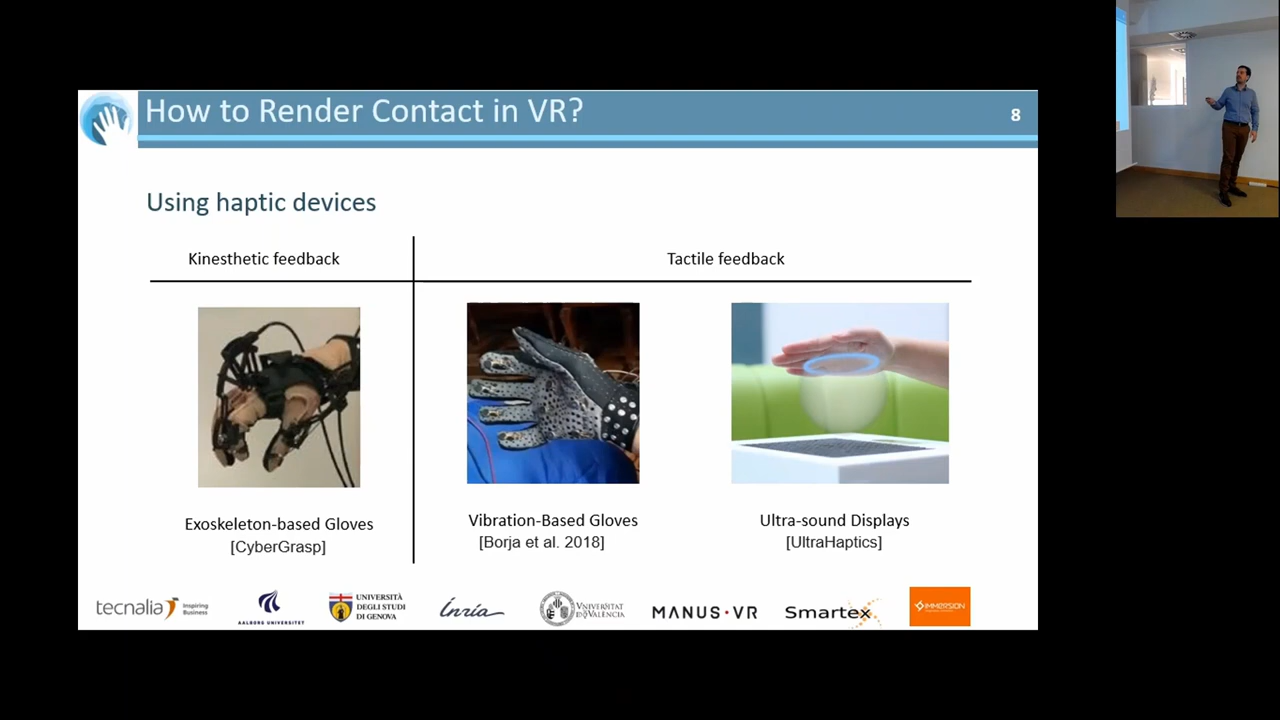 How to Render Contact in VR?
8
Using haptic devices
Kinesthetic feedback
Tactile feedback
Exoskeleton-based Gloves
[CyberGrasp]
Vibration-Based Gloves
[Borja et al. 2018]
Ultra-sound Displays
[UltraHaptics]
tecnalia Inspiring Business
AALBORG UNIVERSITET
UNIVERSITÀ
DEGLI STUDI
DI GENOVA
Inria
VNIVERSITAT
DE VALÈNCIA
MANUS·VR
Smartex
IMMERSION